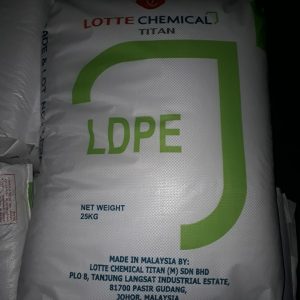 LOTTE CHEMICAL
TITAN
LDPE
NET WEIGHT
25KG
MADE IN MALAYSIA BY:
LOTTE CHEMICAL TITAN (M) SDN BHD
PLO 8, TANJUNG LANGSAT INDUSTRIAL ESTATE,
81700 PASIR GUDANG,
JOHOR, MALAYSIA